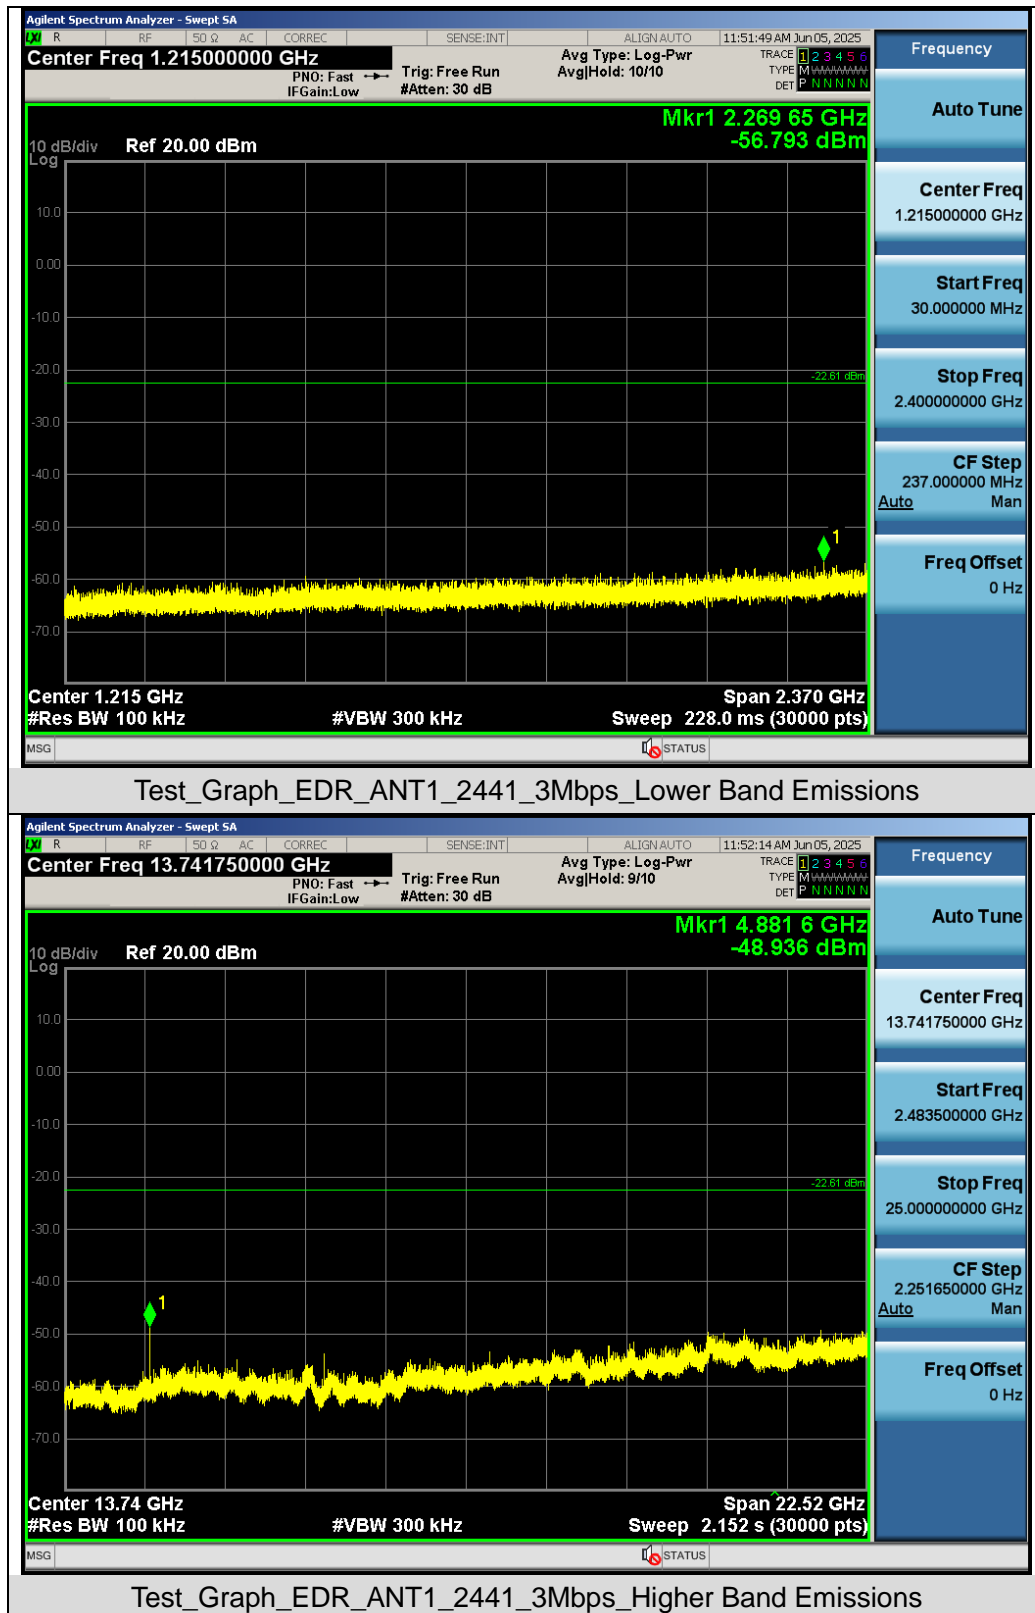 Agilent Spectrum Analyzer - Swept SA
LXI R RF 50 Ω AC CORREC SENSE:INT ALIGN AUTO 11:51:49 AM Jun 05, 2025
Center Freq 1.215000000 GHz
PNO: Fast
IFGain:Low
Trig: Free Run
#Atten: 30 dB
Avg Type: Log-Pwr
Avg|Hold: 10/10
TRACE 1 2 3 4 5 6
TYPE M
DET P N N N N N
Mkr1 2.269 65 GHz
-56.793 dBm
10 dB/div Ref 20.00 dBm
Log
10.0
0.00
-10.0
-20.0
-22.61 dBm
-30.0
-40.0
-50.0
1
-60.0
-70.0
Center 1.215 GHz Span 2.370 GHz
#Res BW 100 kHz #VBW 300 kHz Sweep 228.0 ms (30000 pts)
MSG STATUS
Frequency
Auto Tune
Center Freq
1.215000000 GHz
Start Freq
30.000000 MHz
Stop Freq
2.400000000 GHz
CF Step
237.000000 MHz
Auto Man
Freq Offset
0 Hz
Test_Graph_EDR_ANT1_2441_3Mbps_Lower Band Emissions
Agilent Spectrum Analyzer - Swept SA
LXI R RF 50 Ω AC CORREC SENSE:INT ALIGN AUTO 11:52:14 AM Jun 05, 2025
Center Freq 13.741750000 GHz
PNO: Fast
IFGain:Low
Trig: Free Run
#Atten: 30 dB
Avg Type: Log-Pwr
Avg|Hold: 9/10
TRACE 1 2 3 4 5 6
TYPE M
DET P N N N N N
Mkr1 4.881 6 GHz
-48.936 dBm
10 dB/div Ref 20.00 dBm
Log
10.0
0.00
-10.0
-20.0
-22.61 dBm
-30.0
-40.0
1
-50.0
-60.0
-70.0
Center 13.74 GHz Span 22.52 GHz
#Res BW 100 kHz #VBW 300 kHz Sweep 2.152 s (30000 pts)
MSG STATUS
Frequency
Auto Tune
Center Freq
13.741750000 GHz
Start Freq
2.483500000 GHz
Stop Freq
25.000000000 GHz
CF Step
2.251650000 GHz
Auto Man
Freq Offset
0 Hz
Test_Graph_EDR_ANT1_2441_3Mbps_Higher Band Emissions